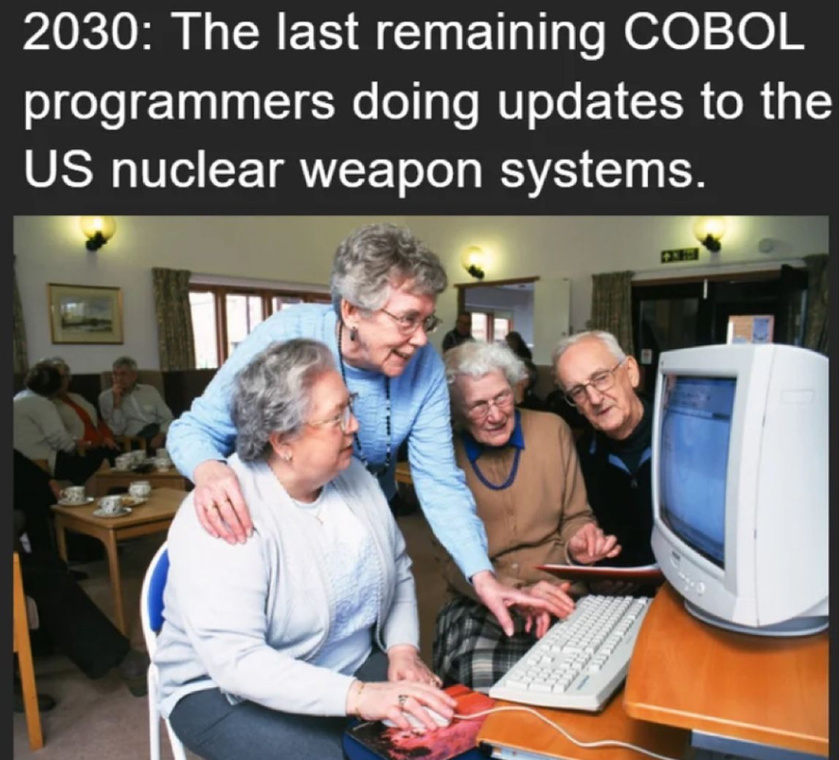 2030: The last remaining COBOL
programmers doing updates to the
US nuclear weapon systems.